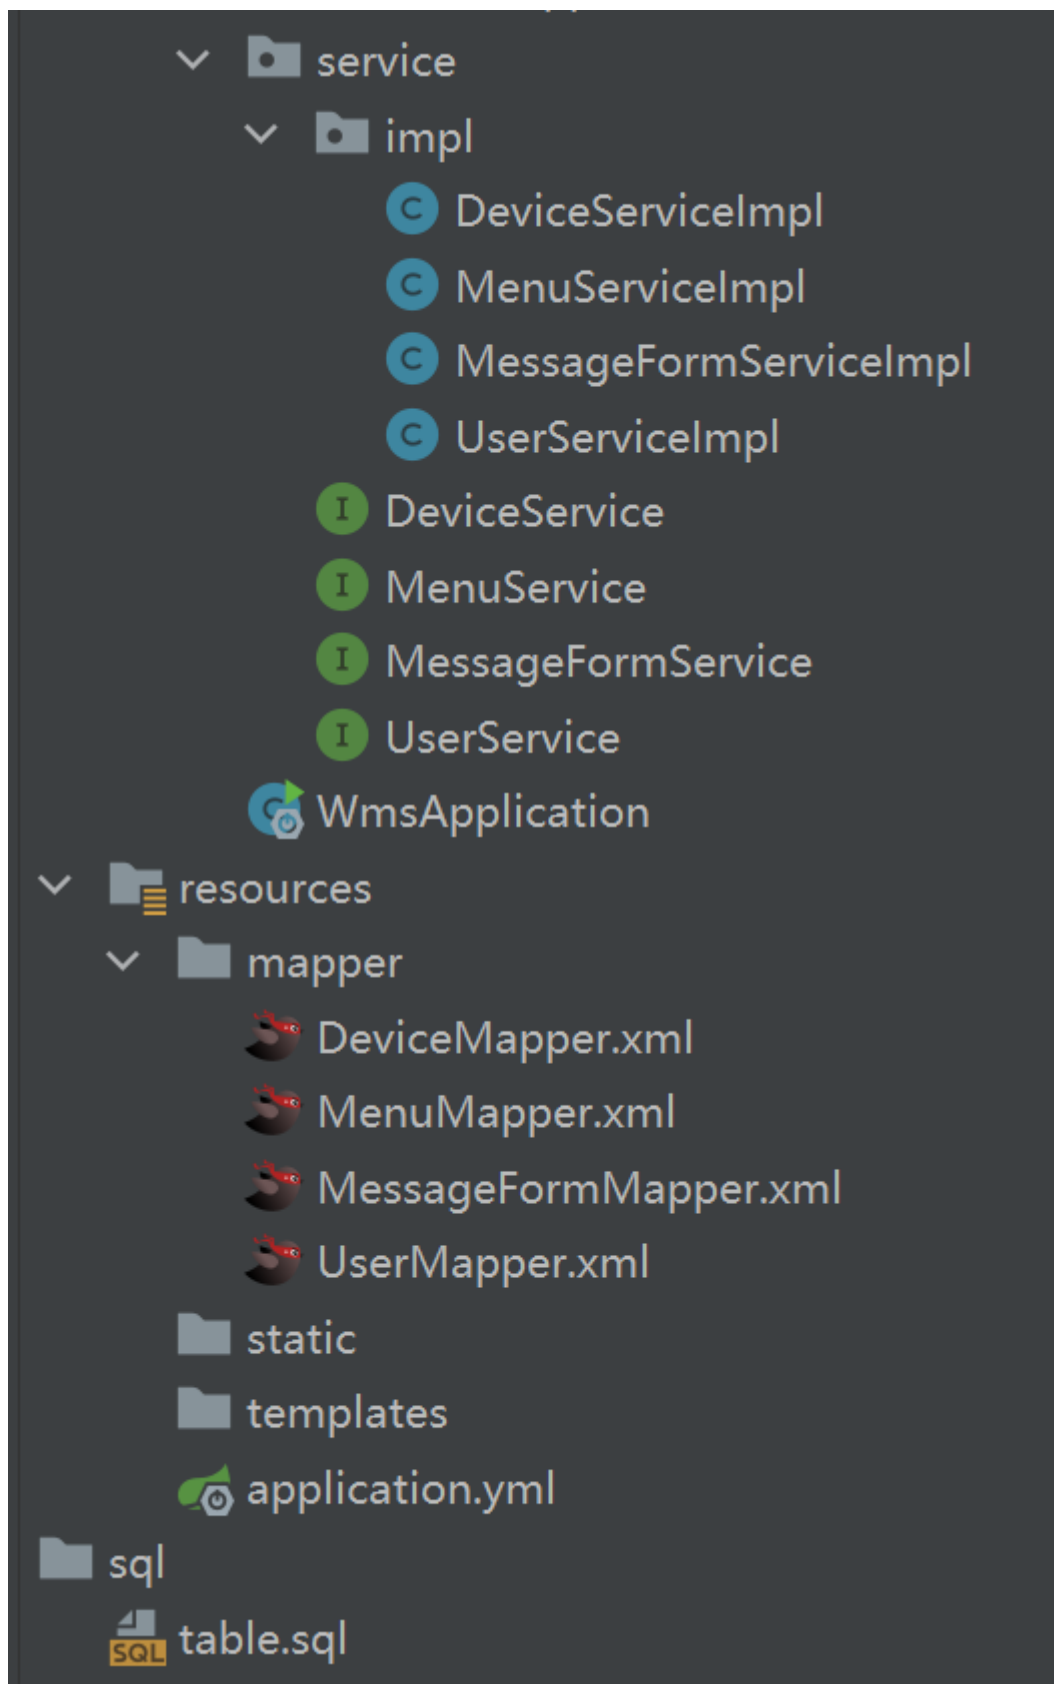 service
impl
C DeviceServiceImpl
C MenuServiceImpl
C MessageFormServiceImpl
C UserServiceImpl
I DeviceService
I MenuService
I MessageFormService
I UserService
WmsApplication
resources
mapper
DeviceMapper.xml
MenuMapper.xml
MessageFormMapper.xml
UserMapper.xml
static
templates
application.yml
sql
SQL table.sql